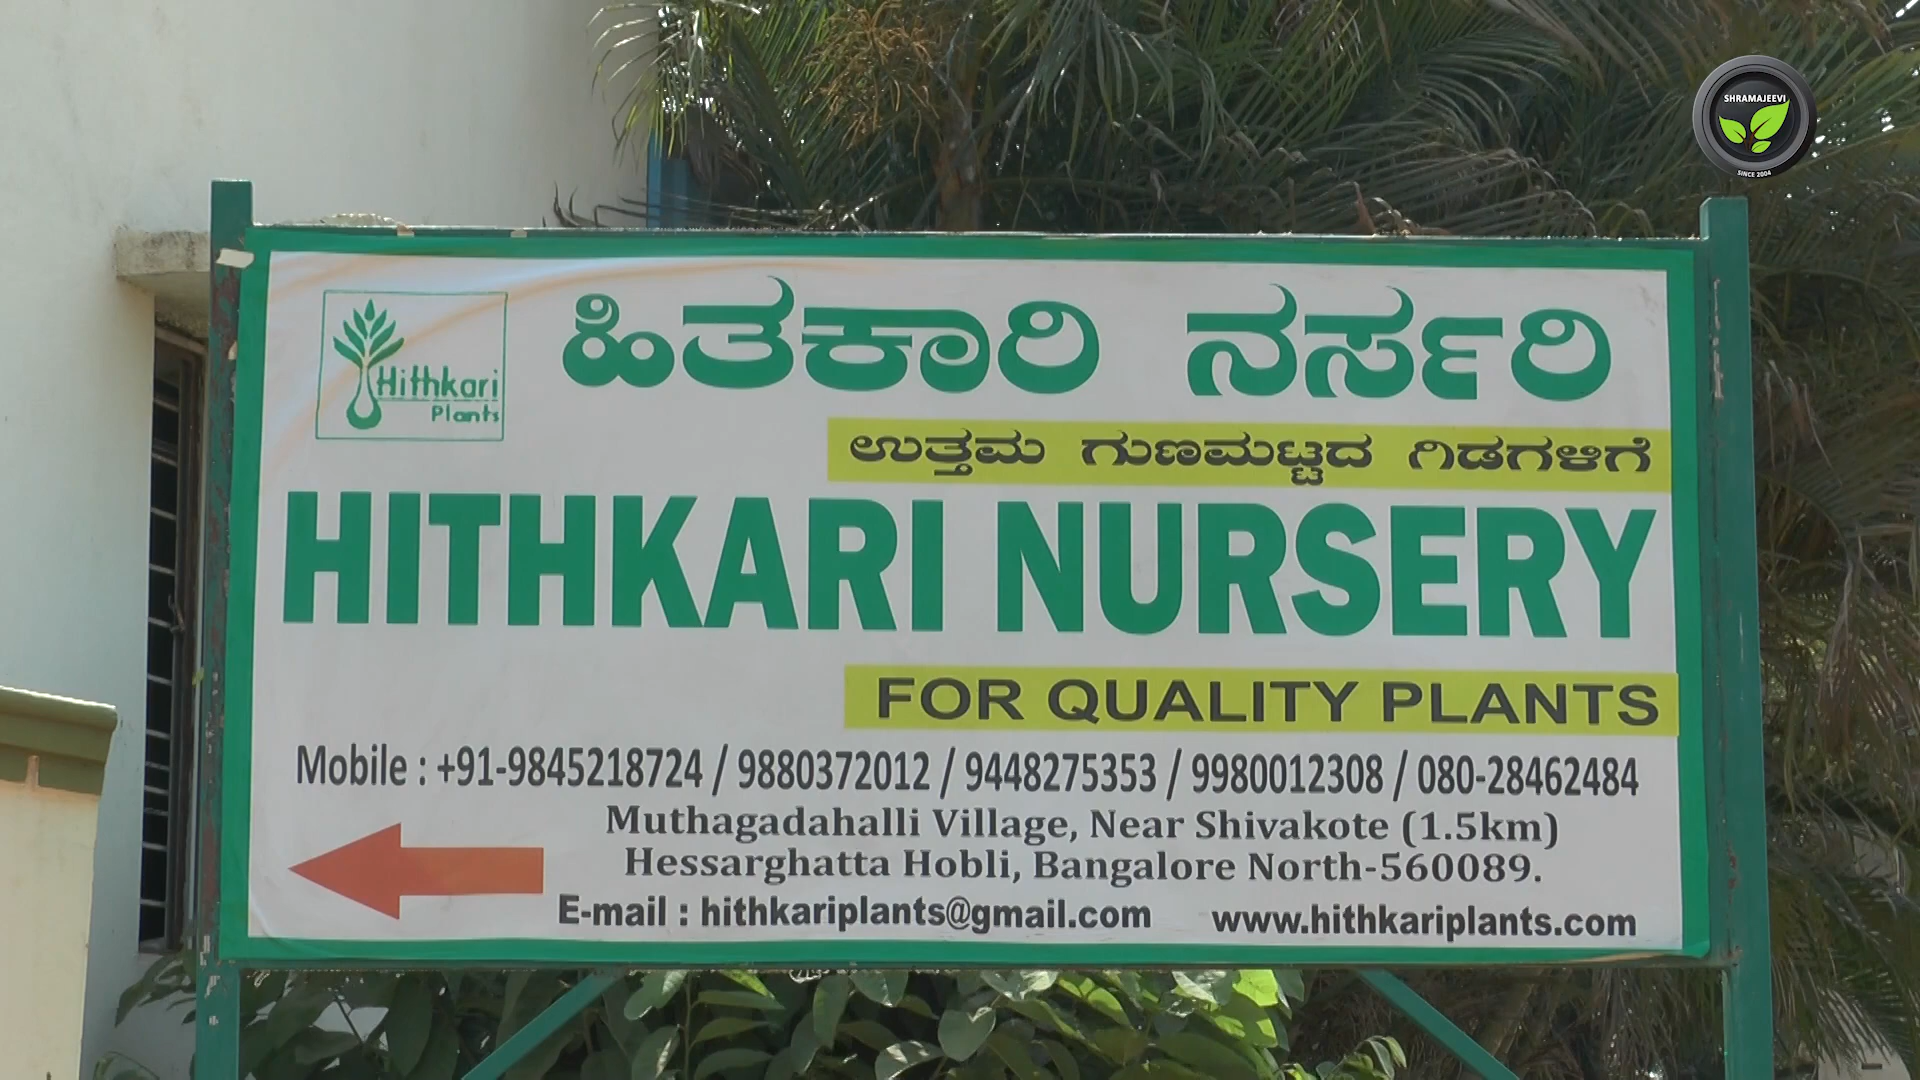 SHRAMAJEEVI
SINCE 2004
Hithkari
Plants
ಹಿತಕಾರಿ ನರ್ಸರಿ
ಉತ್ತಮ ಗುಣಮಟ್ಟದ ಗಿಡಗಳಿಗೆ
HITHKARI NURSERY
FOR QUALITY PLANTS
Mobile : +91-9845218724 / 9880372012 / 9448275353 / 9980012308 / 080-28462484
Muthagadahalli Village, Near Shivakote (1.5km)
Hessarghatta Hobli, Bangalore North-560089.
E-mail : hithkariplants@gmail.com www.hithkariplants.com